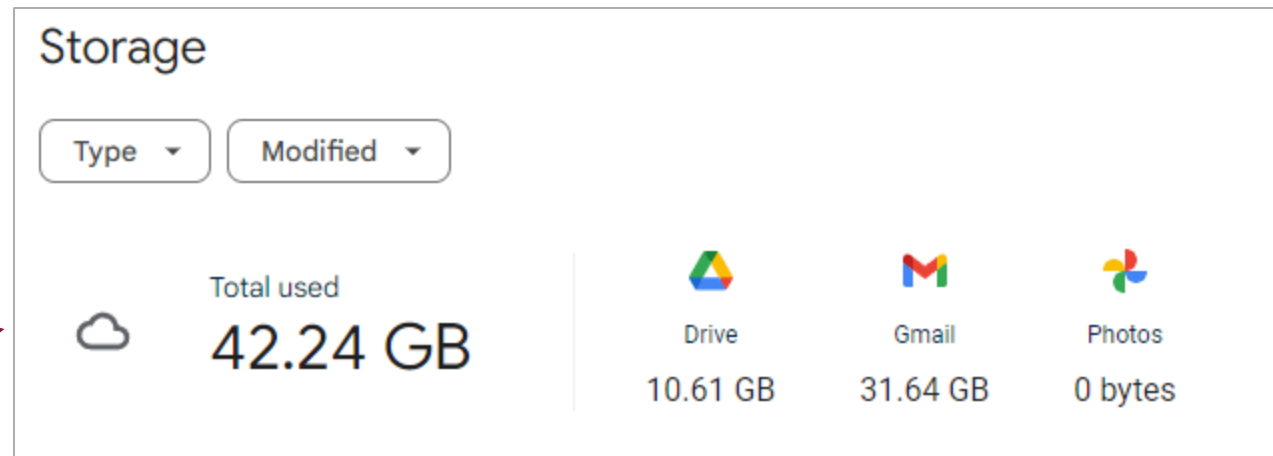 Storage
Type Modified
Total used
42.24 GB
Drive Gmail Photos
10.61 GB 31.64 GB 0 bytes